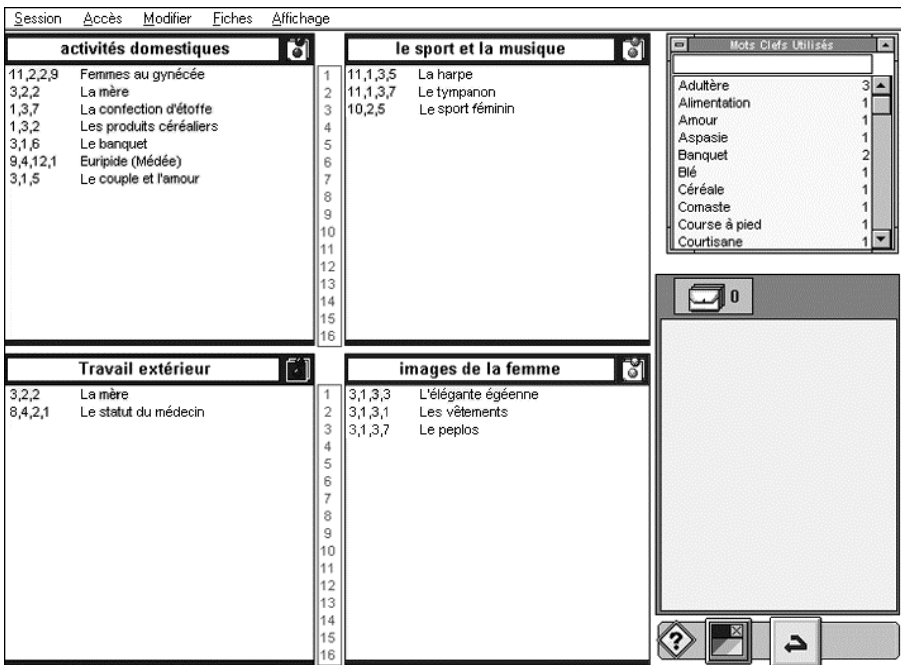 Session Accès Modifier Fiches Affichage
activités domestiques
11,2,2,9 Femmes au gynécée
3,2,2 La mère
1,3,7 La confection d'étoffe
1,3,2 Les produits céréaliers
3,1,6 Le banquet
9,4,12,1 Euripide (Médée)
3,1,5 Le couple et l'amour
1
2
3
4
5
6
7
8
9
10
11
12
13
14
15
16
le sport et la musique
11,1,3,5 La harpe
11,1,3,7 Le tympanon
10,2,5 Le sport féminin
Mots Clefs Utilisés
Adultère 3
Alimentation 1
Amour 1
Aspasie 1
Banquet 2
Blé 1
Céréale 1
Comaste 1
Course à pied 1
Courtisane 1
0
Travail extérieur
3,2,2 La mère
8,4,2,1 Le statut du médecin
1
2
3
4
5
6
7
8
9
10
11
12
13
14
15
16
images de la femme
3,1,3,3 L'élégante égéenne
3,1,3,1 Les vêtements
3,1,3,7 Le peplos
?